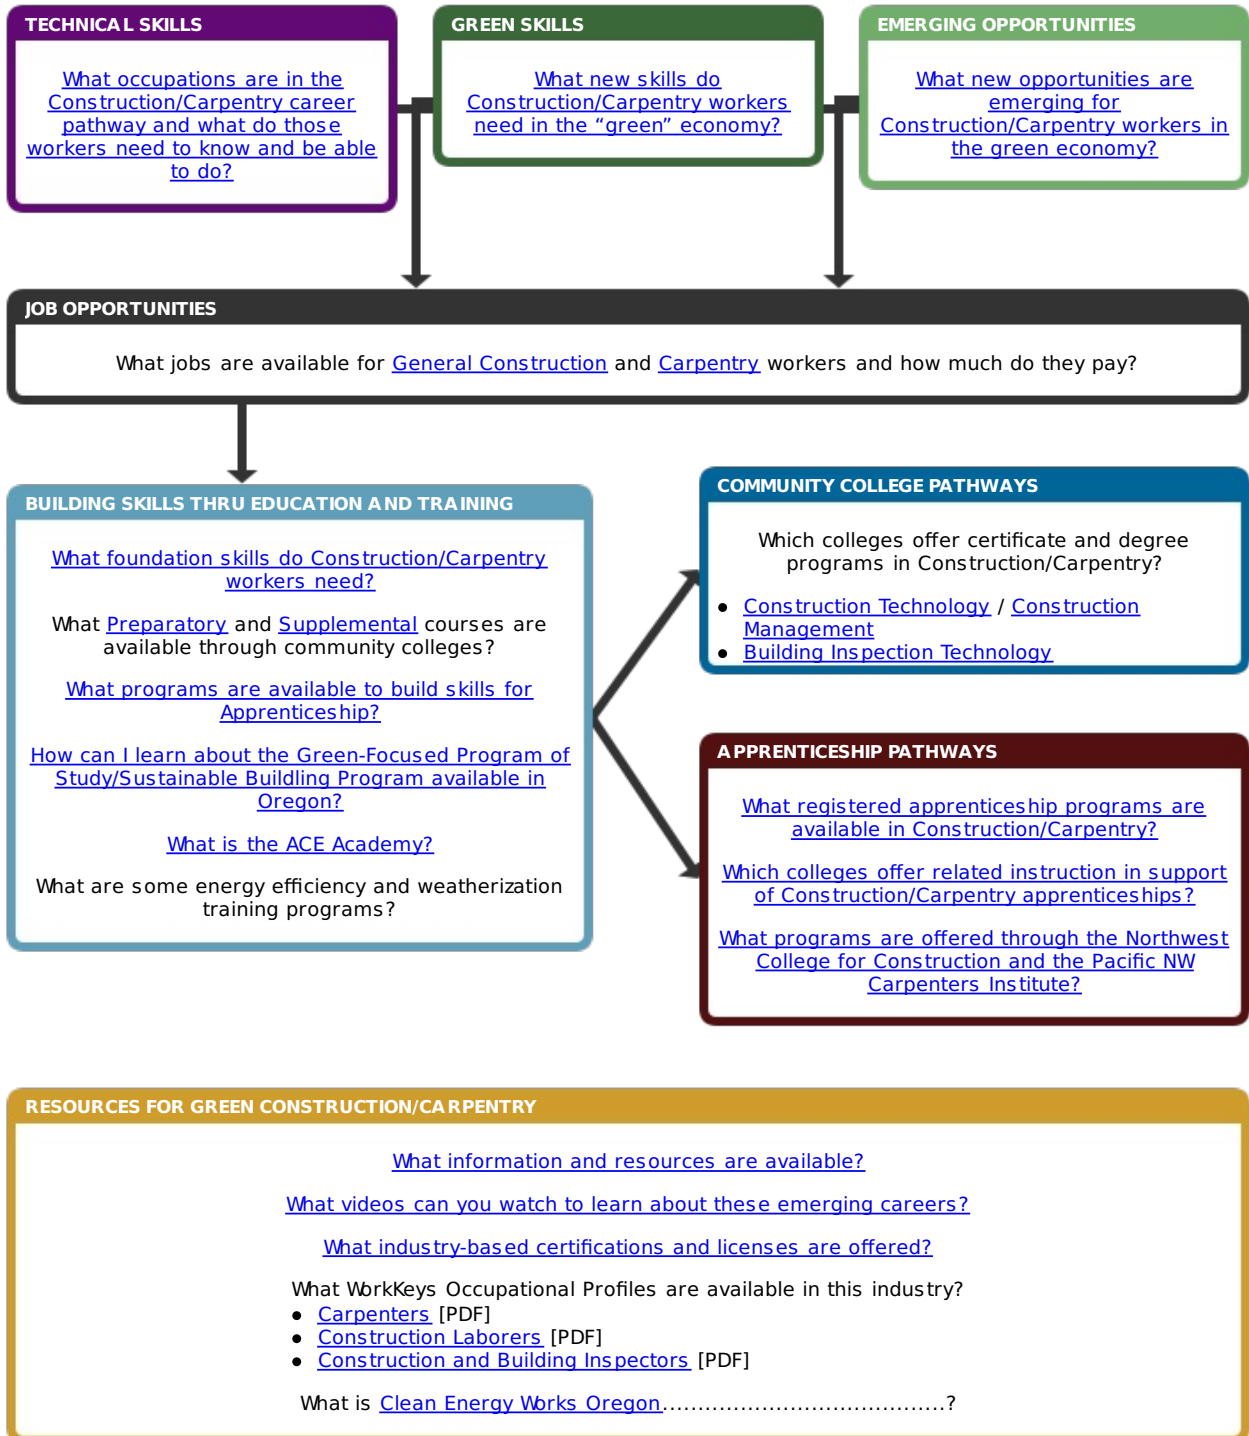 TECHNICAL SKILLS
What occupations are in the
Construction/Carpentry career
pathway and what do those
workers need to know and be able
to do?
GREEN SKILLS
What new skills do
Construction/Carpentry workers
need in the “green” economy?
EMERGING OPPORTUNITIES
What new opportunities are
emerging for
Construction/Carpentry workers in
the green economy?
JOB OPPORTUNITIES
What jobs are available for General Construction and Carpentry workers and how much do they pay?
BUILDING SKILLS THRU EDUCATION AND TRAINING
What foundation skills do Construction/Carpentry
workers need?
What Preparatory and Supplemental courses are
available through community colleges?
What programs are available to build skills for
Apprenticeship?
How can I learn about the Green-Focused Program of
Study/Sustainable Buildling Program available in
Oregon?
What is the ACE Academy?
What are some energy efficiency and weatherization
training programs?
COMMUNITY COLLEGE PATHWAYS
Which colleges offer certificate and degree
programs in Construction/Carpentry?
● Construction Technology / Construction
Management
● Building Inspection Technology
APPRENTICESHIP PATHWAYS
What registered apprenticeship programs are
available in Construction/Carpentry?
Which colleges offer related instruction in support
of Construction/Carpentry apprenticeships?
What programs are offered through the Northwest
College for Construction and the Pacific NW
Carpenters Institute?
RESOURCES FOR GREEN CONSTRUCTION/CARPENTRY
What information and resources are available?
What videos can you watch to learn about these emerging careers?
What industry-based certifications and licenses are offered?
What WorkKeys Occupational Profiles are available in this industry?
● Carpenters [PDF]
● Construction Laborers [PDF]
● Construction and Building Inspectors [PDF]
What is Clean Energy Works Oregon........................................?